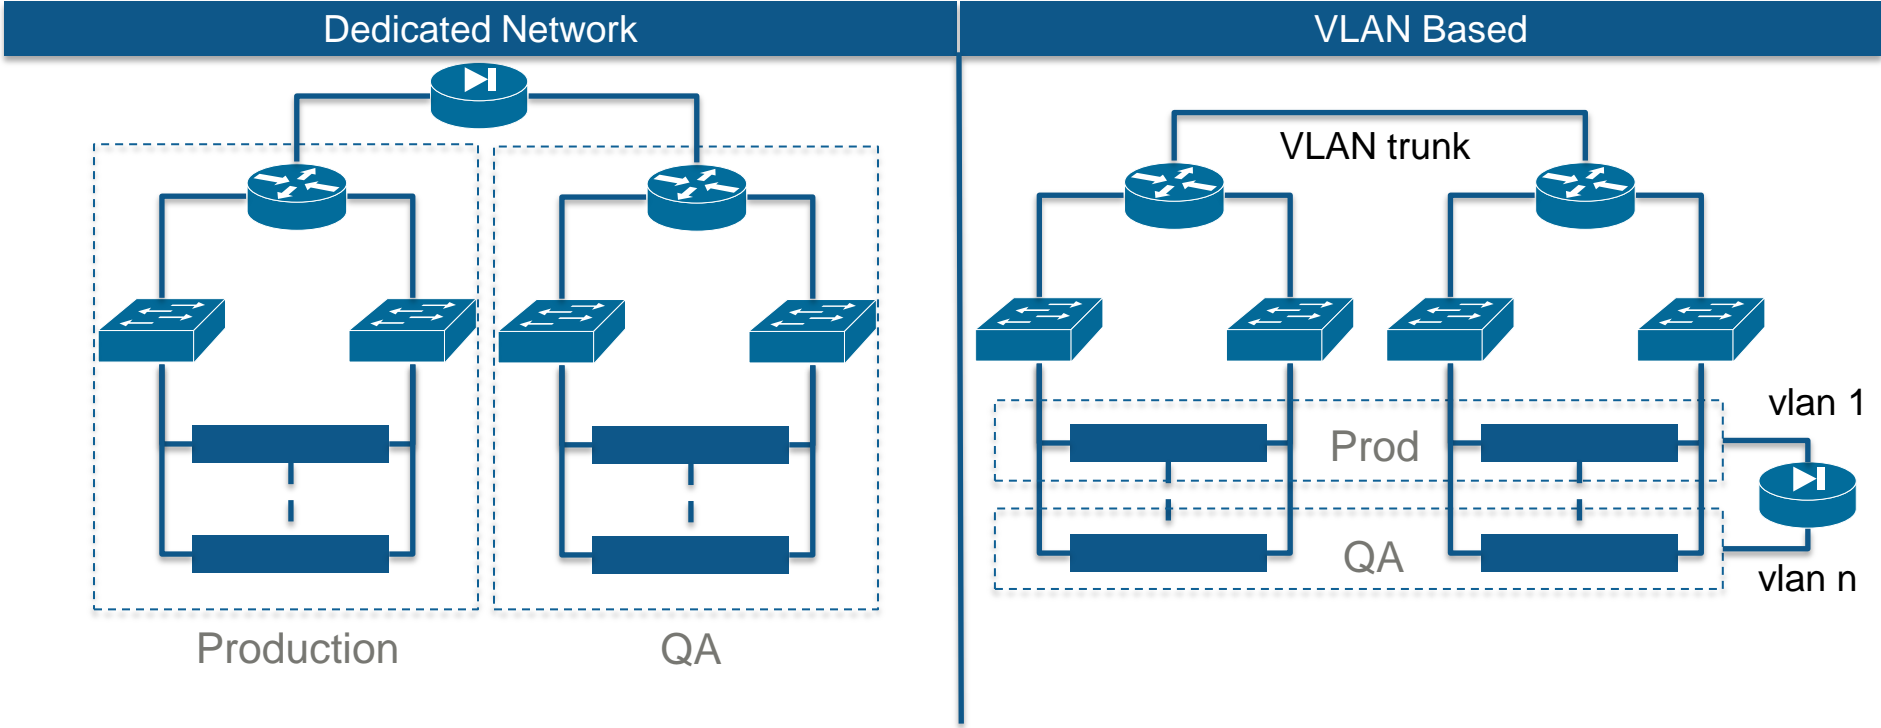 Dedicated Network
VLAN Based
VLAN trunk
vlan 1
Prod
QA
vlan n
Production
QA